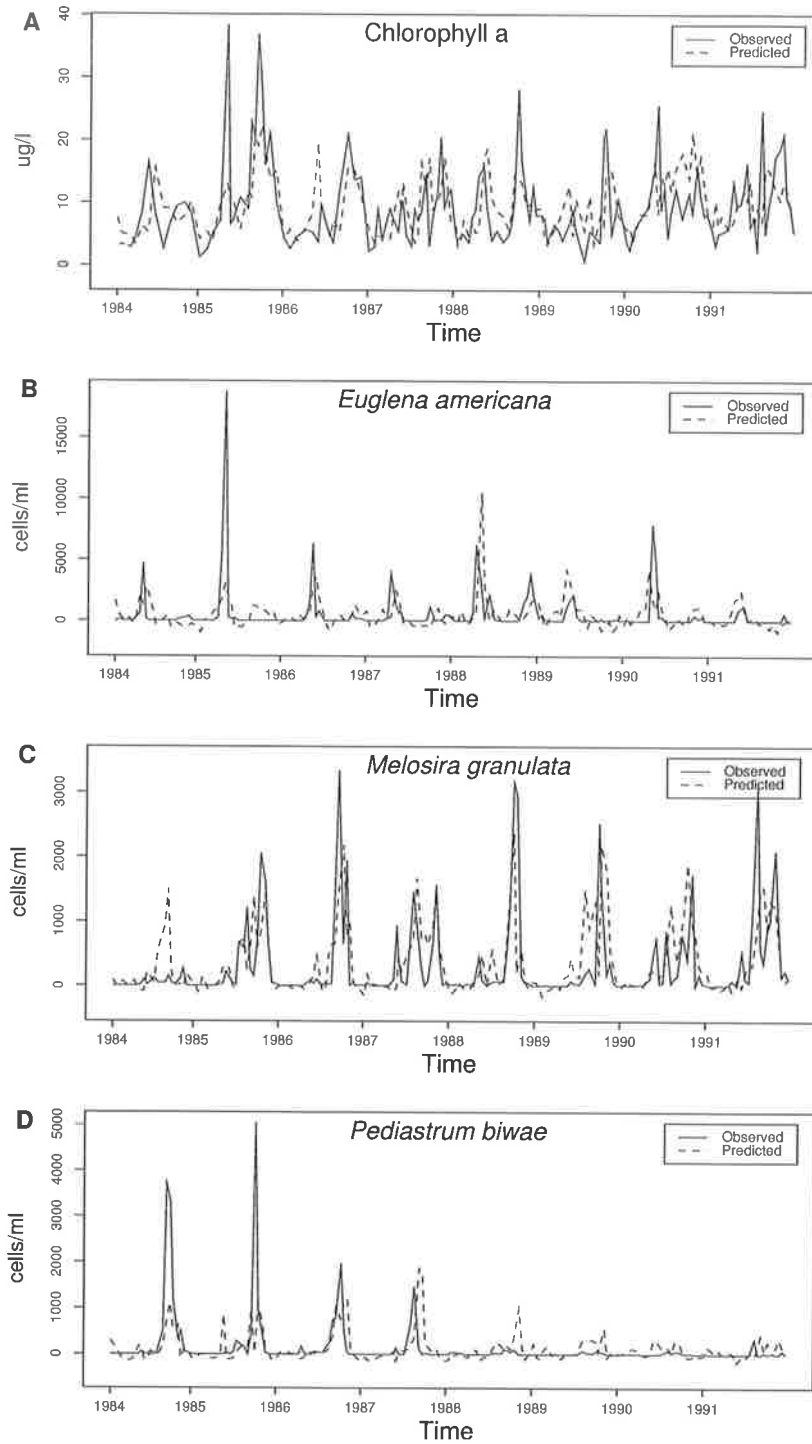 A
Chlorophyll a
Observed
Predicted
ug/l
40
30
20
10
0
1984 1985 1986 1987 1988 1989 1990 1991
Time
B
Euglena americana
Observed
Predicted
cells/ml
15000
10000
5000
0
1984 1985 1986 1987 1988 1989 1990 1991
Time
C
Melosira granulata
Observed
Predicted
cells/ml
3000
2000
1000
0
1984 1985 1986 1987 1988 1989 1990 1991
Time
D
Pediastrum biwae
Observed
Predicted
cells/ml
5000
4000
3000
2000
1000
0
1984 1985 1986 1987 1988 1989 1990 1991
Time